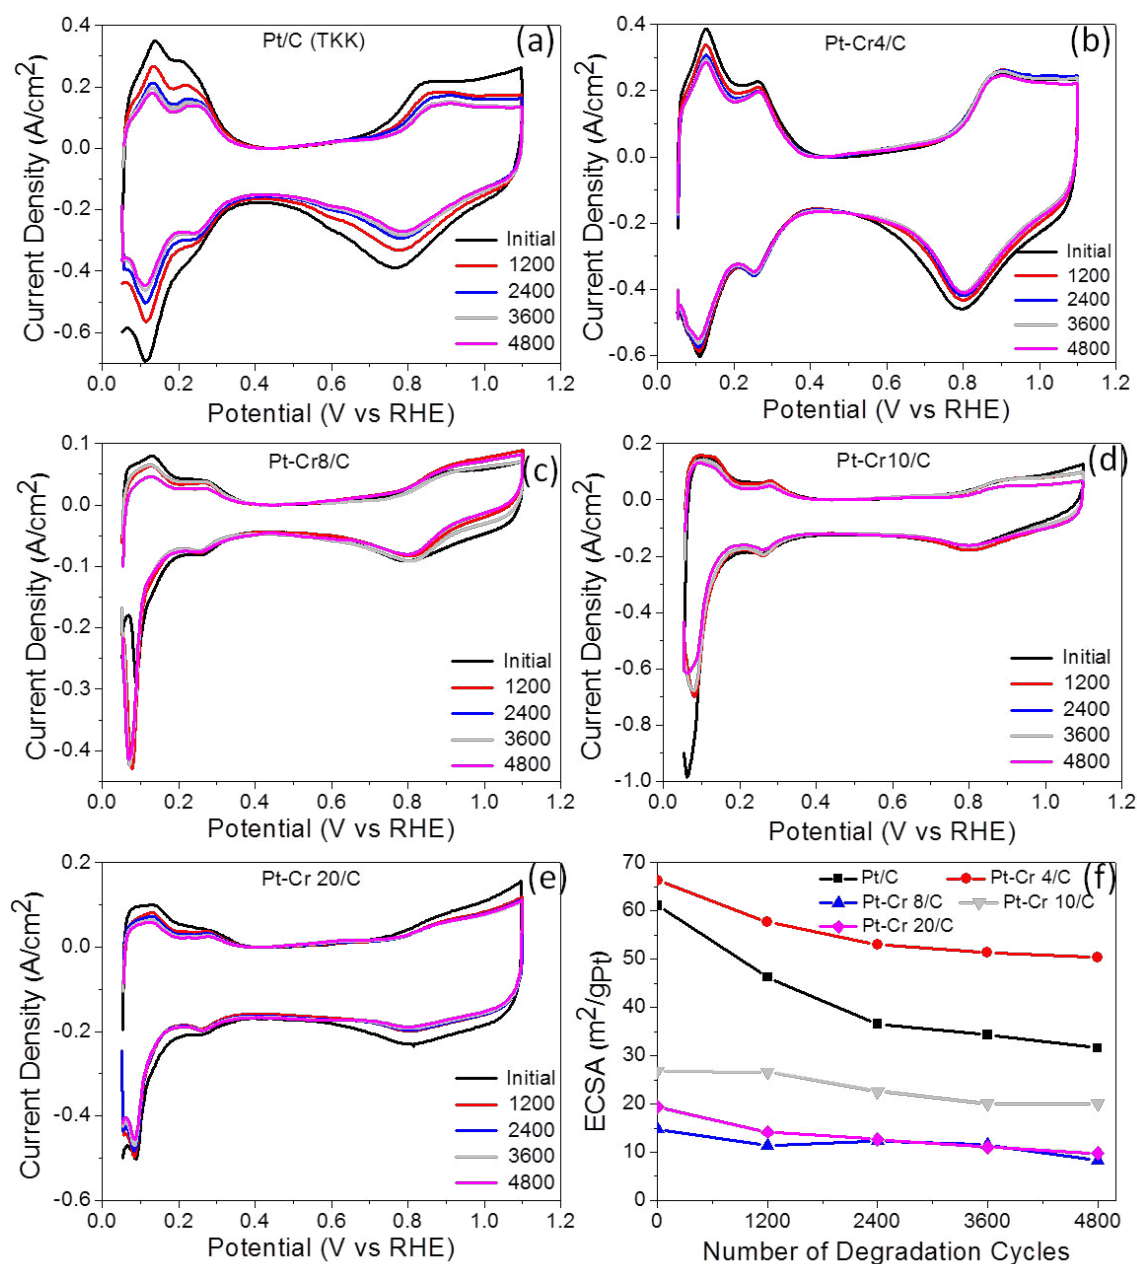 Pt/C (TKK)
(a)
Current Density (A/cm²)
0.4
0.2
0.0
-0.2
-0.4
-0.6
Initial
1200
2400
3600
4800
0.0 0.2 0.4 0.6 0.8 1.0 1.2
Potential (V vs RHE)
Pt-Cr4/C
(b)
Current Density (A/cm²)
0.4
0.2
0.0
-0.2
-0.4
-0.6
Initial
1200
2400
3600
4800
0.0 0.2 0.4 0.6 0.8 1.0 1.2
Potential (V vs RHE)
Pt-Cr8/C
(c)
Current Density (A/cm²)
0.1
0.0
-0.1
-0.2
-0.3
-0.4
Initial
1200
2400
3600
4800
0.0 0.2 0.4 0.6 0.8 1.0 1.2
Potential (V vs RHE)
Pt-Cr10/C
(d)
Current Density (A/cm²)
0.2
0.0
-0.2
-0.4
-0.6
-0.8
-1.0
Initial
1200
2400
3600
4800
0.0 0.2 0.4 0.6 0.8 1.0 1.2
Potential (V vs RHE)
Pt-Cr 20/C
(e)
Current Density (A/cm²)
0.2
0.0
-0.2
-0.4
-0.6
Initial
1200
2400
3600
4800
0.0 0.2 0.4 0.6 0.8 1.0 1.2
Potential (V vs RHE)
(f)
ECSA (m²/gPt)
70
60
50
40
30
20
10
0
Pt/C Pt-Cr 4/C
Pt-Cr 8/C Pt-Cr 10/C
Pt-Cr 20/C
0 1200 2400 3600 4800
Number of Degradation Cycles